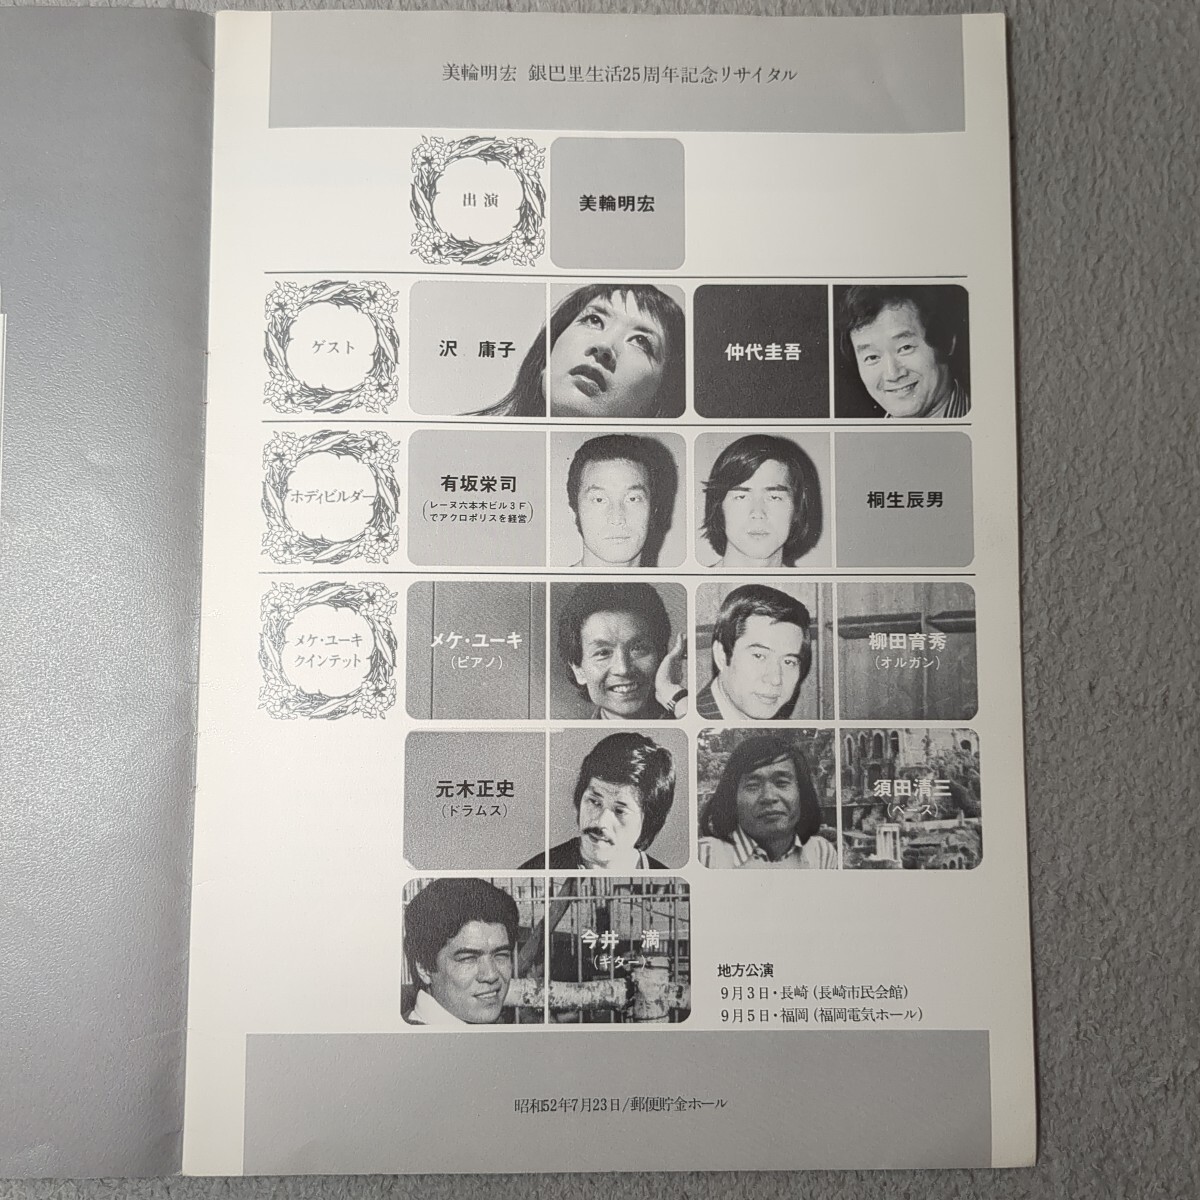 美輪明宏 銀巴里生活25周年記念リサイタル
出演
美輪明宏
ゲスト
沢 庸子
仲代圭吾
ホディビルダー
有坂栄司
(レーヌ六本木ビル3F
でアクロポリスを経営)
桐生辰男
メケ・ユーキ
クインテット
メケ・ユーキ
(ピアノ)
柳田育秀
(オルガン)
元木正史
(ドラムス)
須田清三
(ベース)
今井 満
(ギター)
地方公演
9月3日・長崎(長崎市民会館)
9月5日・福岡(福岡電気ホール)
昭和52年7月23日/郵便貯金ホール